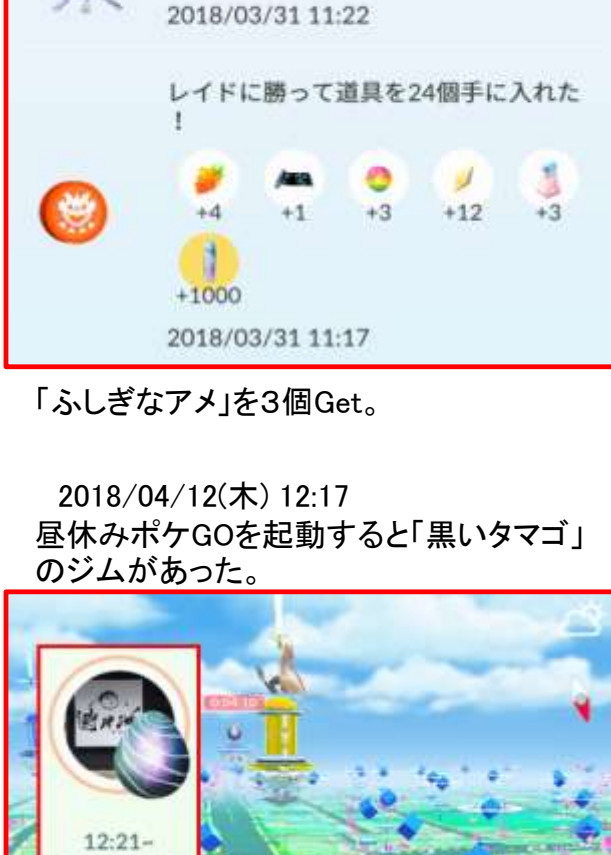 2018/03/31 11:22
レイドに勝って道具を24個手に入れた
!
+4 +1 +3 +12 +3
+1000
2018/03/31 11:17
「ふしぎなアメ」を３個Get。
2018/04/12(木) 12:17
昼休みポケGOを起動すると「黒いタマゴ」
のジムがあった。
0:04:10
12:21~